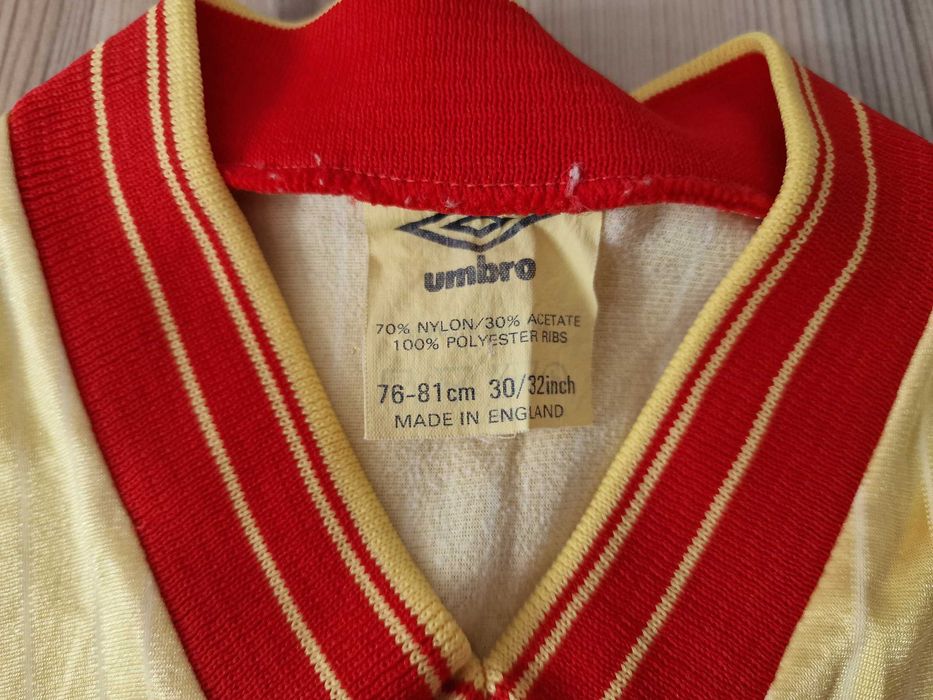 umbro
70% NYLON/30% ACETATE
100% POLYESTER RIBS
76-81cm 30/32inch
MADE IN ENGLAND